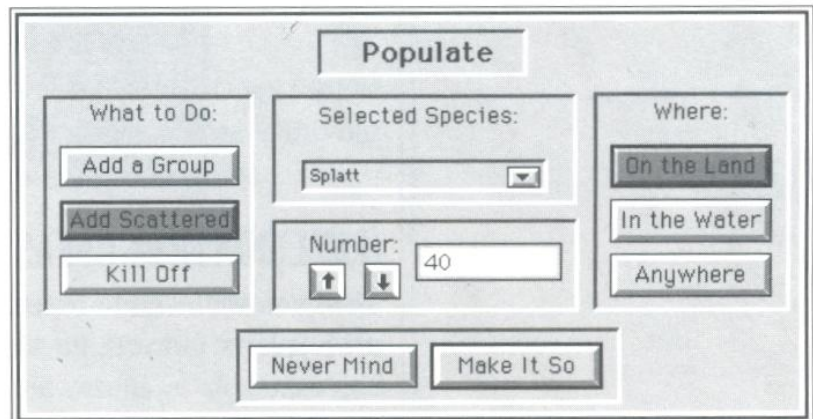 Populate
What to Do:
Add a Group
Add Scattered
Kill Off
Selected Species:
Splatt
Number:
40
Where:
On the Land
In the Water
Anywhere
Never Mind
Make It So